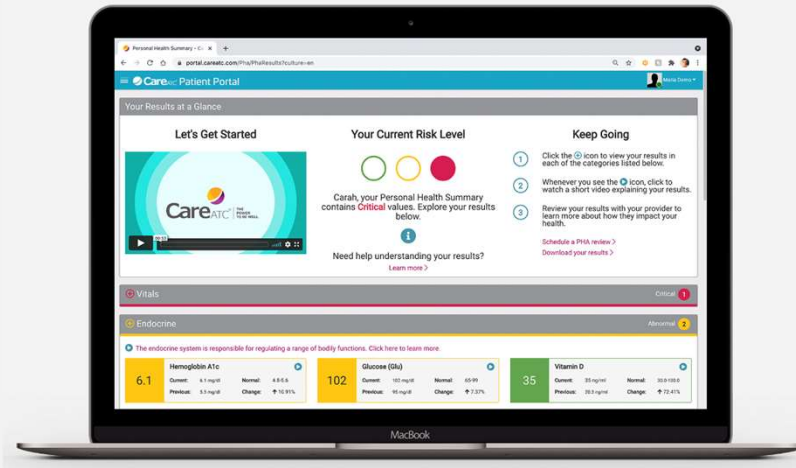 Personal Health Summary - C
portal.careatc.com/Pha/PhaResults?culture=en
CareATC Patient Portal
Maria Demo
Your Results at a Glance
Let's Get Started
CareATC
THE POWER
TO BE WELL.
Your Current Risk Level
Carah, your Personal Health Summary
contains Critical values. Explore your results
below.
Need help understanding your results?
Learn more >
Keep Going
1 Click the icon to view your results in
each of the categories listed below.
2 Whenever you see the icon, click to
watch a short video explaining your results.
3 Review your results with your provider to
learn more about how they impact your
health.
Schedule a PHA review >
Download your results >
Vitals
Critical 1
Endocrine
Abnormal 2
The endocrine system is responsible for regulating a range of bodily functions. Click here to learn more.
6.1
Hemoglobin A1c
Current: 6.1 mg/dl Normal: 4.8-5.6
Previous: 5.5 mg/dl Change: ↑ 10.91%
102
Glucose (Glu)
Current: 102 mg/dl Normal: 65-99
Previous: 95 mg/dl Change: ↑ 7.37%
35
Vitamin D
Current: 35 ng/ml Normal: 30.0-100.0
Previous: 20.3 ng/ml Change: ↑ 72.41%
MacBook